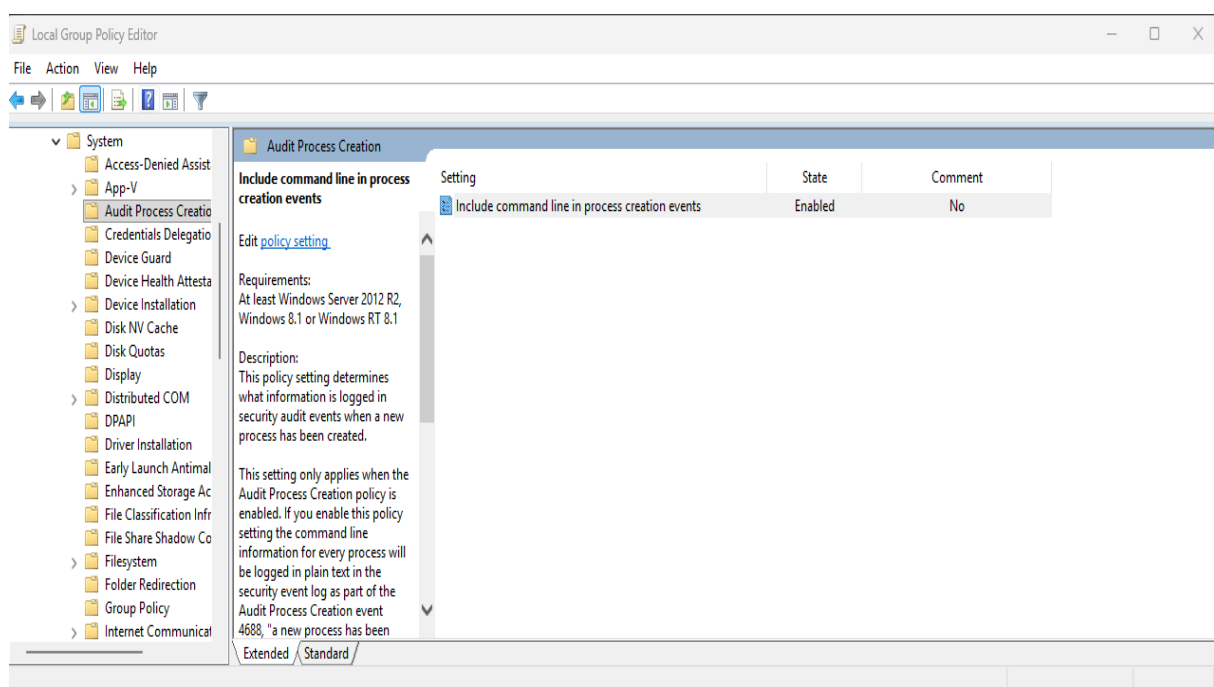 Local Group Policy Editor
File Action View Help
System
Access-Denied Assist
App-V
Audit Process Creatio
Credentials Delegatio
Device Guard
Device Health Attesta
Device Installation
Disk NV Cache
Disk Quotas
Display
Distributed COM
DPAPI
Driver Installation
Early Launch Antimal
Enhanced Storage Ac
File Classification Infr
File Share Shadow Co
Filesystem
Folder Redirection
Group Policy
Internet Communicat
Audit Process Creation
Include command line in process
creation events
Edit policy setting
Requirements:
At least Windows Server 2012 R2,
Windows 8.1 or Windows RT 8.1
Description:
This policy setting determines
what information is logged in
security audit events when a new
process has been created.
This setting only applies when the
Audit Process Creation policy is
enabled. If you enable this policy
setting the command line
information for every process will
be logged in plain text in the
security event log as part of the
Audit Process Creation event
4688, "a new process has been
Setting State Comment
Include command line in process creation events Enabled No
Extended Standard